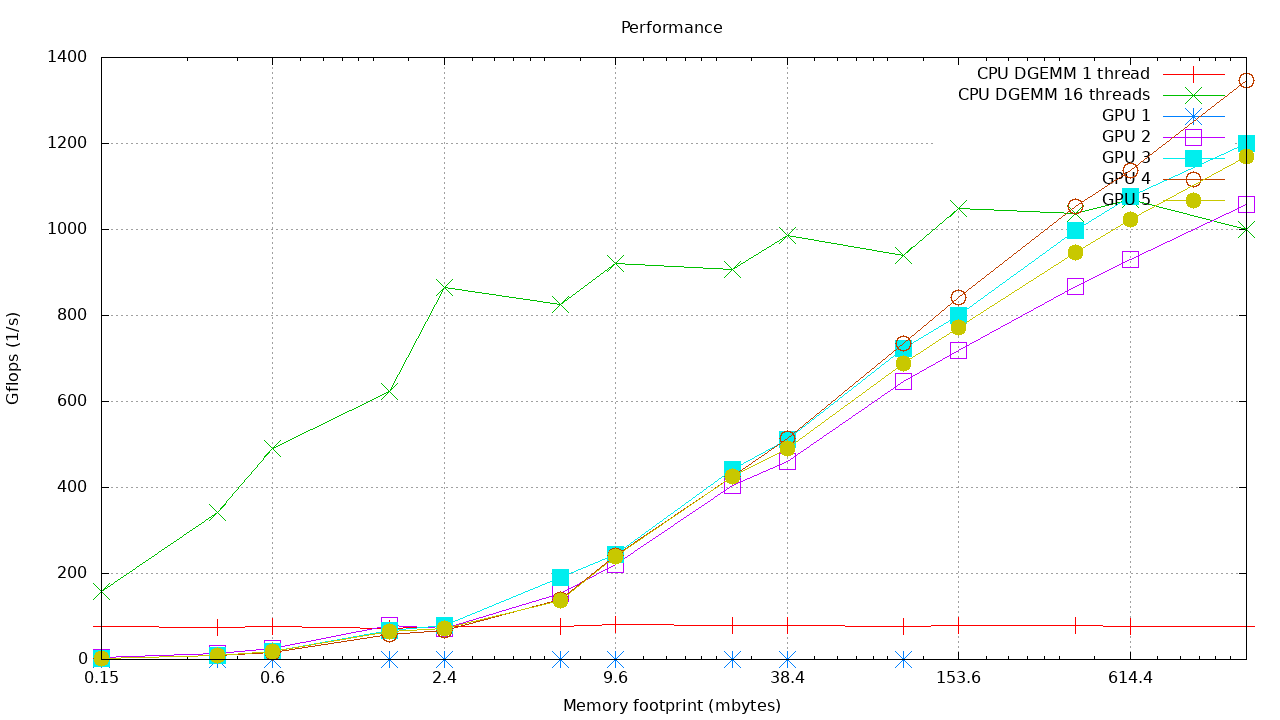 Performance
1400
1200
1000
800
600
400
200
0
Gflops (1/s)
CPU DGEMM 1 thread
CPU DGEMM 16 threads
GPU 1
GPU 2
GPU 3
GPU 4
GPU 5
0.15 0.6 2.4 9.6 38.4 153.6 614.4
Memory footprint (mbytes)